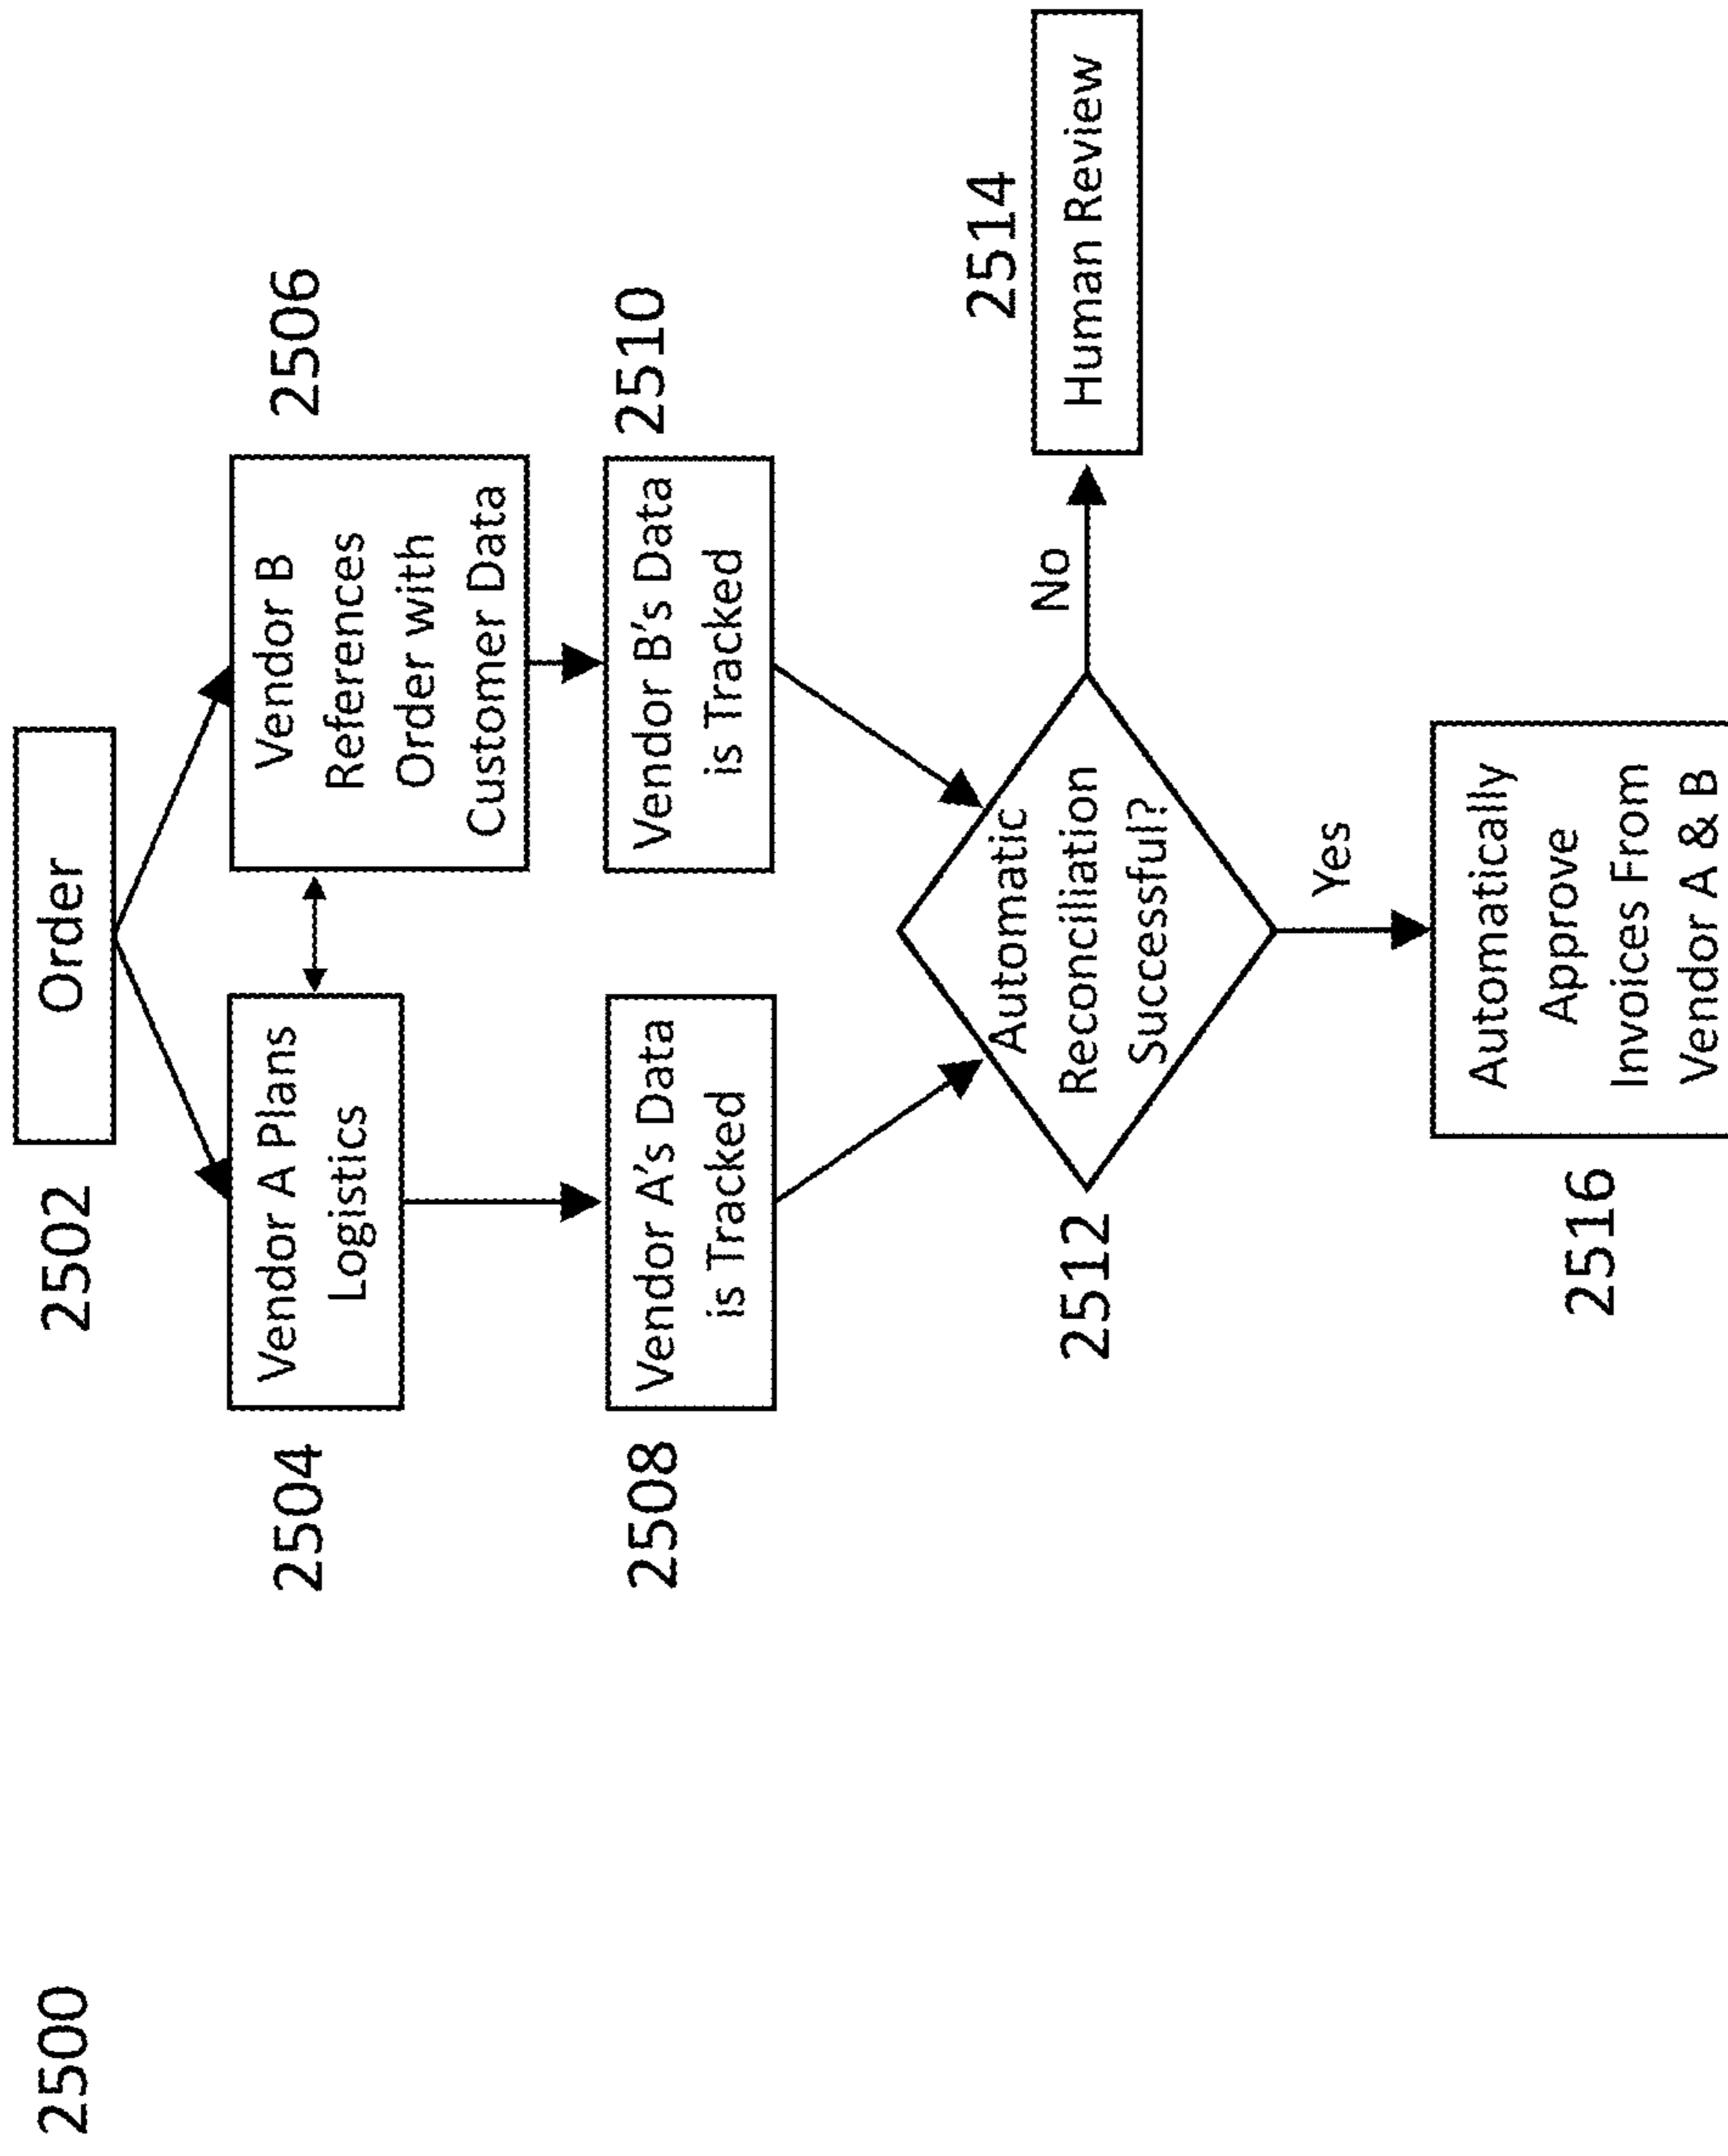 2500
2502
Order
2504
Vendor A Plans
Logistics
Vendor B
References
Order with
Customer Data
2506
2508
Vendor A's Data
is Tracked
Vendor B's Data
is Tracked
2510
2512
Automatic
Reconciliation
Successful?
No
2514
Human Review
Yes
2516
Automatically
Approve
Invoices From
Vendor A & B